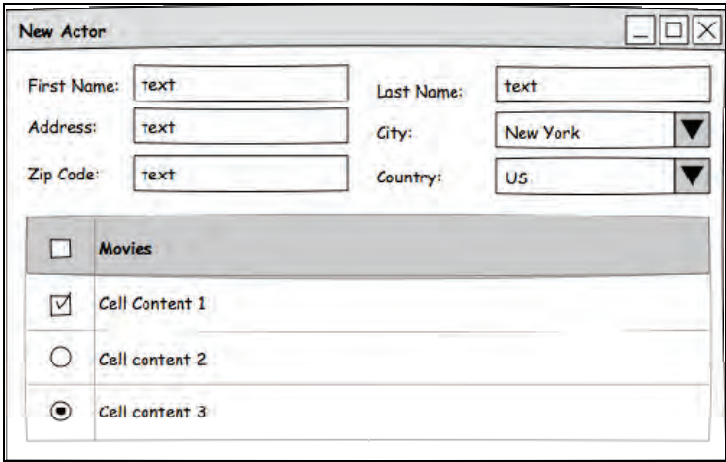 New Actor
First Name: text Last Name: text
Address: text City: New York
Zip Code: text Country: US
Movies
Cell Content 1
Cell content 2
Cell content 3